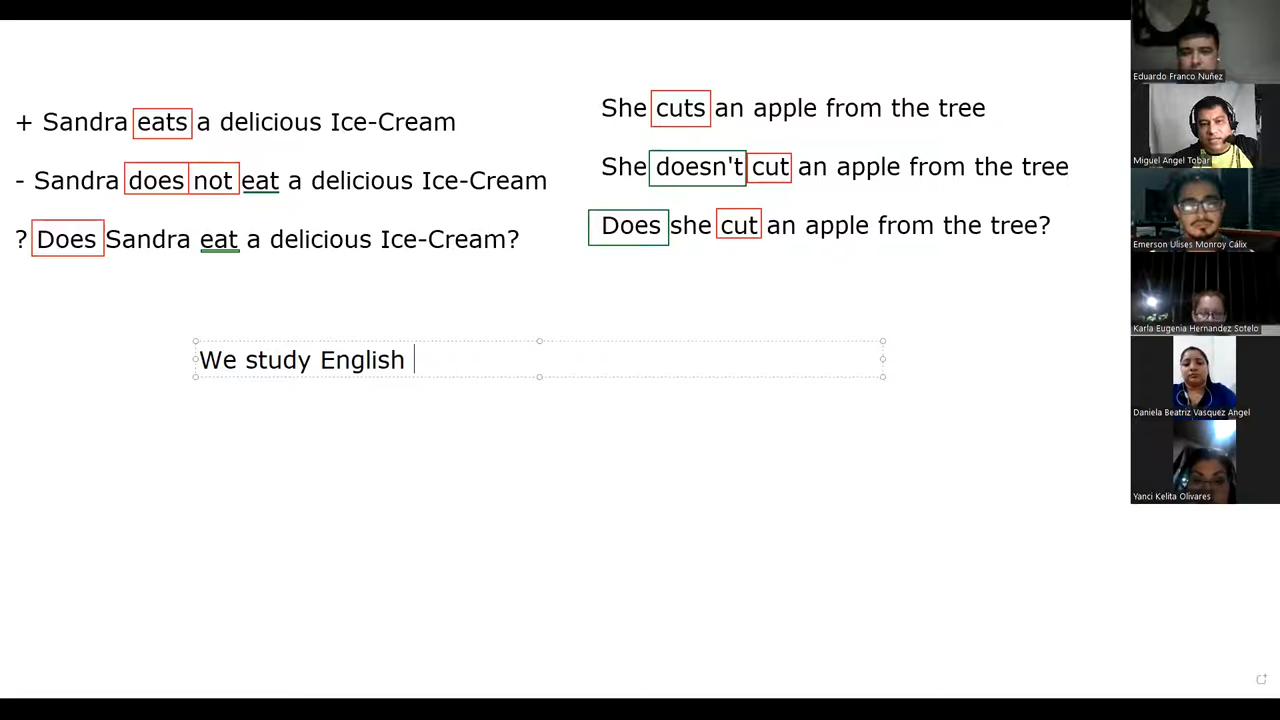 + Sandra eats a delicious Ice-Cream
- Sandra does not eat a delicious Ice-Cream
? Does Sandra eat a delicious Ice-Cream?
She cuts an apple from the tree
She doesn't cut an apple from the tree
Does she cut an apple from the tree?
We study English
Eduardo Franco Nuñez
Miguel Angel Tobar
Emerson Ulises Monroy Cálix
Karla Eugenia Hernandez Sotelo
Daniela Beatriz Vasquez Angel
Yanci Kelita Olivares